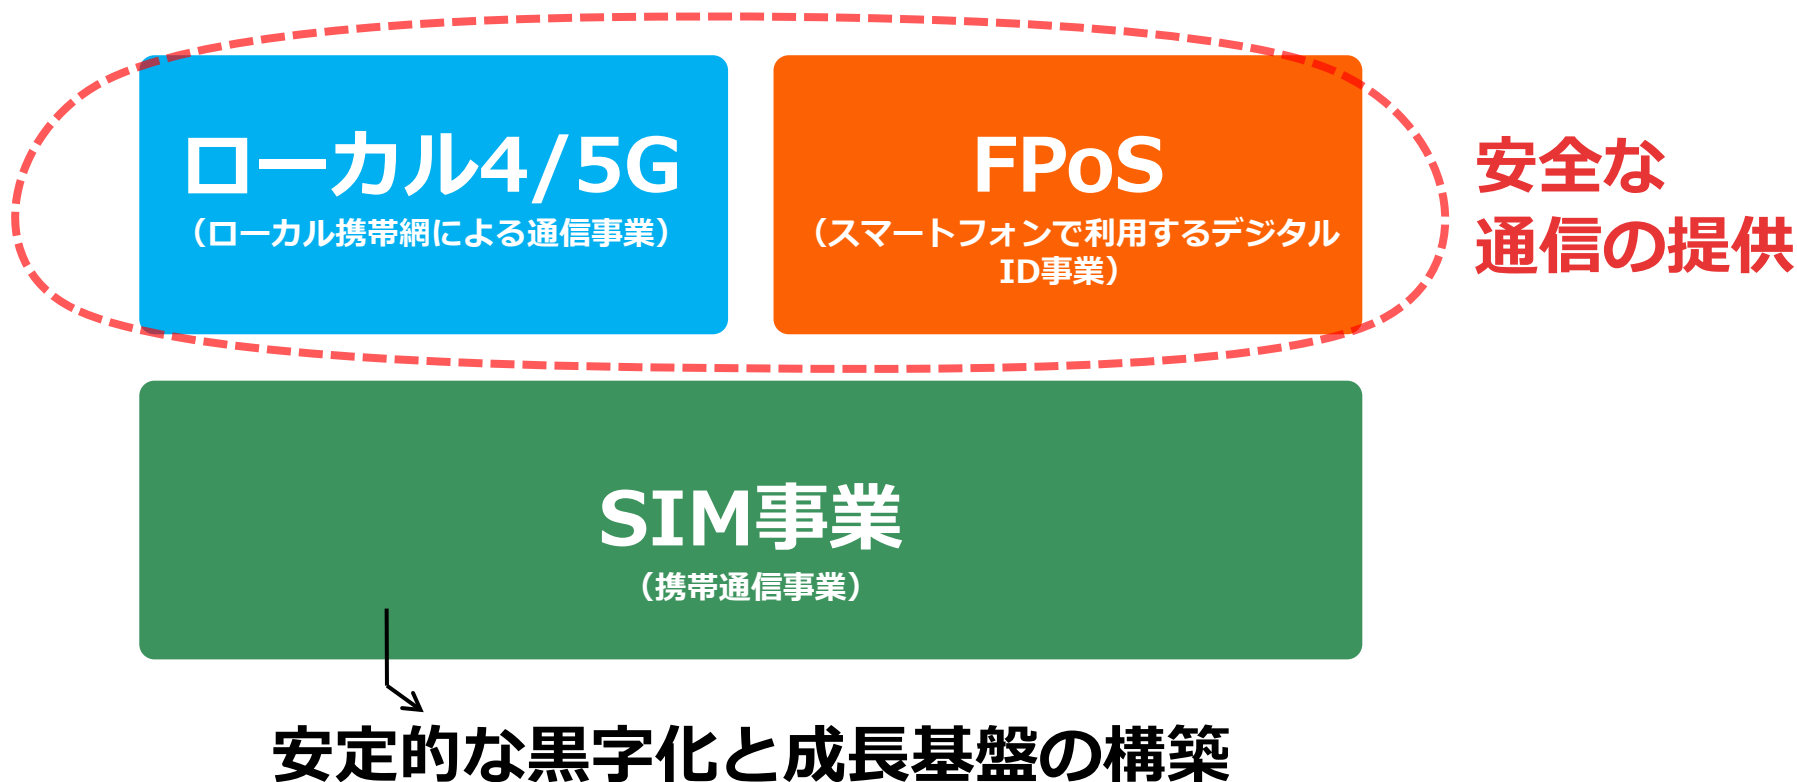 ローカル4/5G
（ローカル携帯網による通信事業）
FPoS
（スマートフォンで利用するデジタル
ID事業）
安全な
通信の提供
SIM事業
（携帯通信事業）
安定的な黒字化と成長基盤の構築